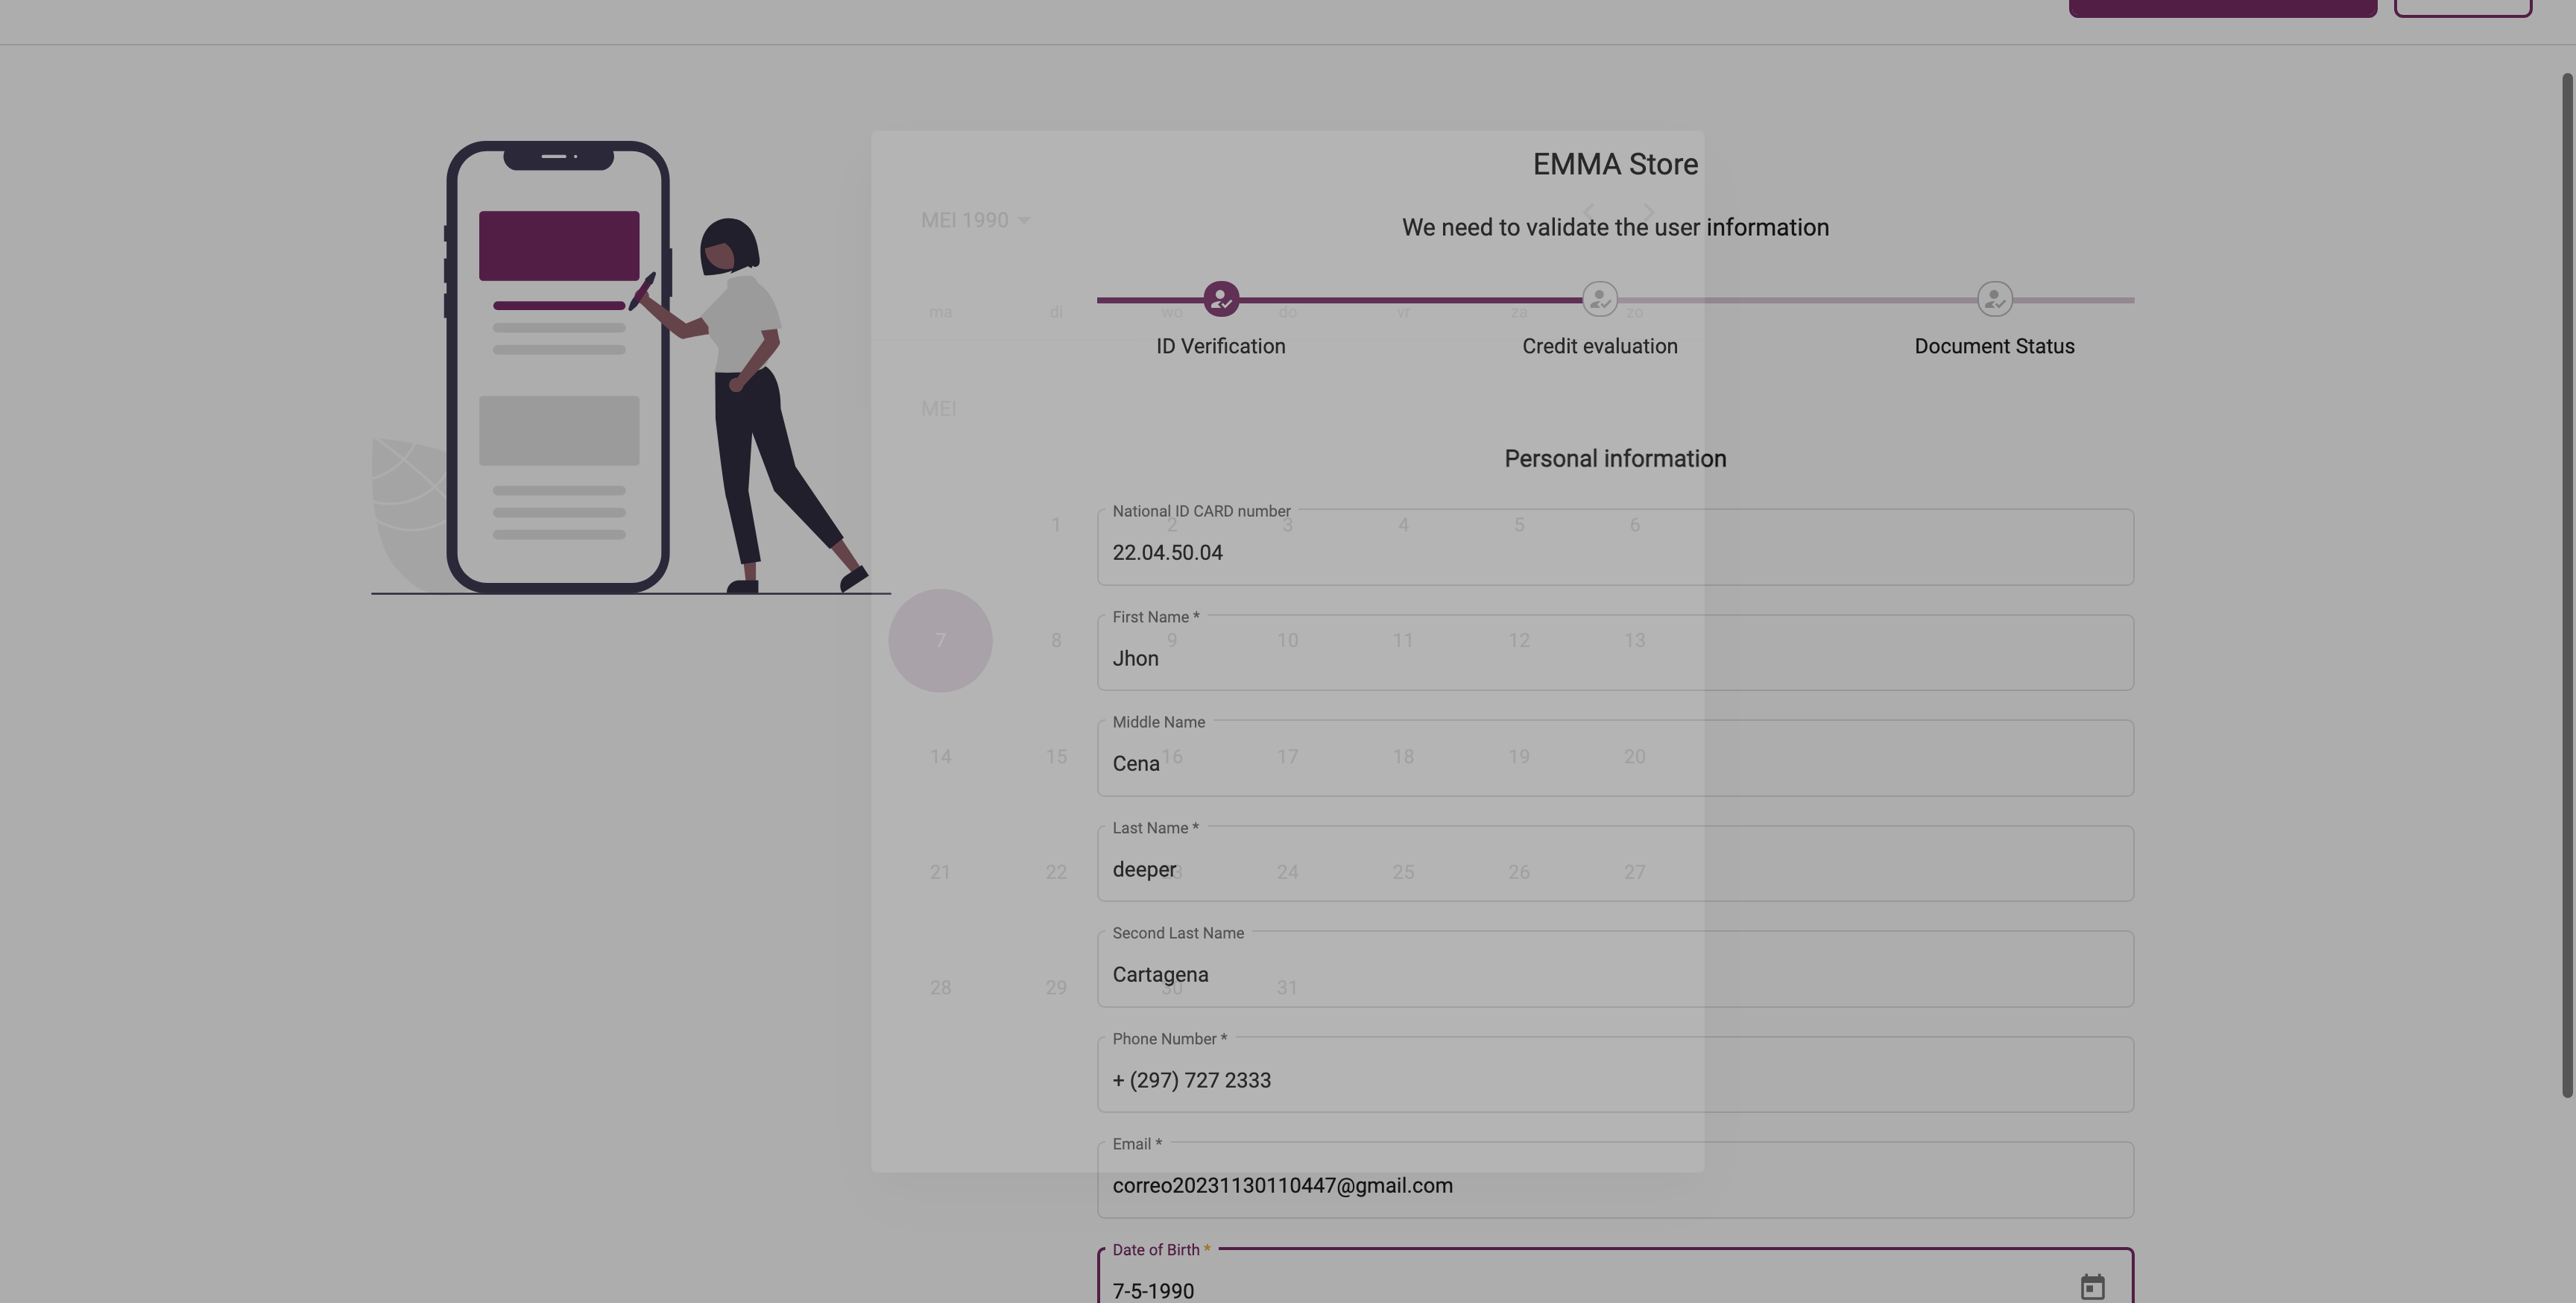 EMMA Store
We need to validate the user information
ID Verification
Credit evaluation
Document Status
MEI 1990
ma di wo do vr za zo
MEI
1 2 3 4 5 6
7 8 9 10 11 12 13
14 15 16 17 18 19 20
21 22 23 24 25 26 27
28 29 30 31
Personal information
National ID CARD number
22.04.50.04
First Name *
Jhon
Middle Name
Cena
Last Name *
deeper
Second Last Name
Cartagena
Phone Number *
+ (297) 727 2333
Email *
correo20231130110447@gmail.com
Date of Birth *
7-5-1990